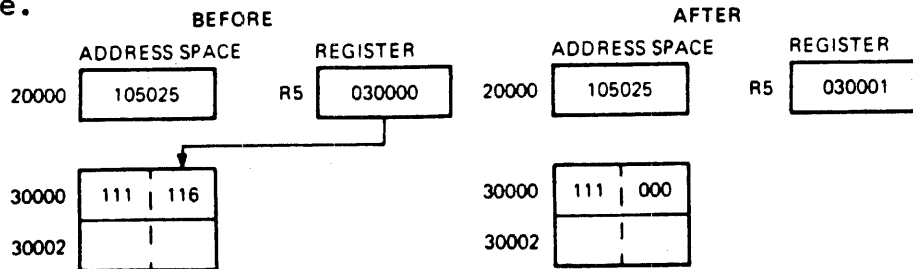 e.
BEFORE AFTER
ADDRESS SPACE REGISTER ADDRESS SPACE REGISTER
20000 105025 R5 030000 20000 105025 R5 030001
30000 111 116 30000 111 000
30002 30002